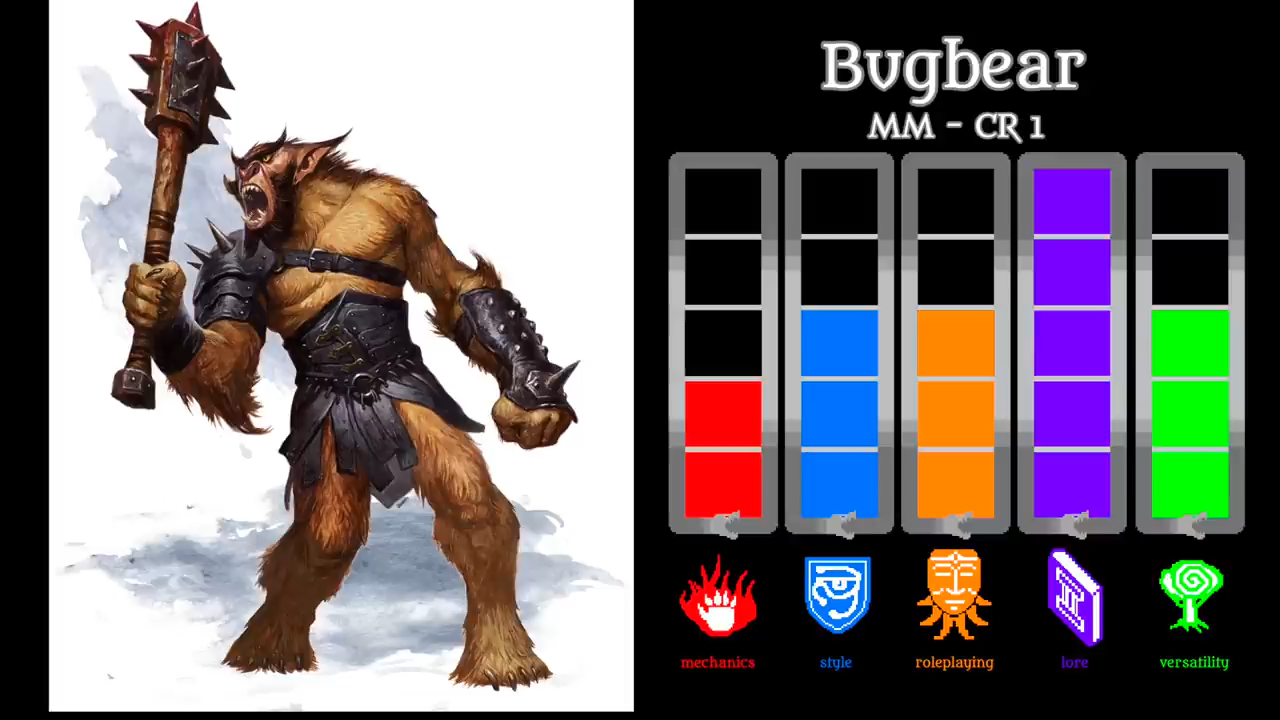 Bugbear
MM - CR 1
mechanics
style
roleplaying
lore
versatility